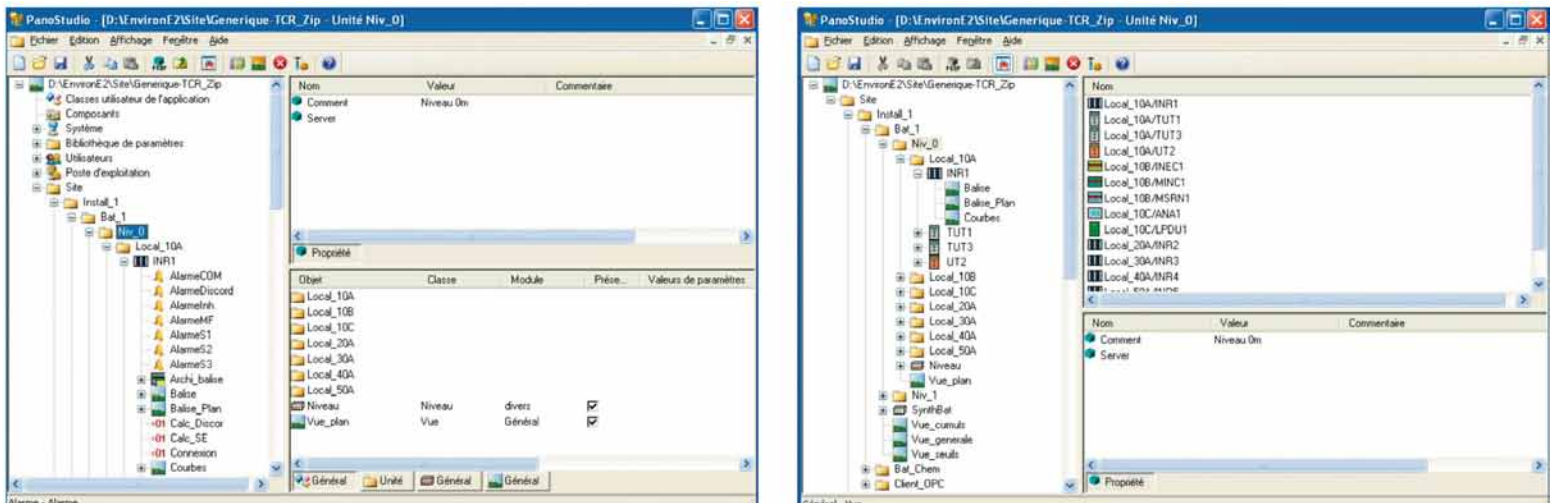 PanoStudio - [D:\EnvironE2\Site\Generique-TCR_Zip - Unité Niv_0]
Fichier Edition Affichage Fenêtre Aide
D:\EnvironE2\Site\Generique-TCR_Zip
Classes utilisateur de l'application
Composants
Système
Bibliothèque de paramètres
Utilisateurs
Poste d'exploitation
Site
Install_1
Bat_1
Niv_0
Local_10A
INR1
AlarmeCOM
AlarmeDiscord
AlarmeInh
AlarmeMF
AlarmeS1
AlarmeS2
AlarmeS3
Archi_balise
Balise
Balise_Plan
Calc_Discor
Calc_SE
Connexion
Courbes
Nom Valeur Commentaire
Comment Niveau 0m
Server
Propriété
Objet Classe Module Prése... Valeurs de paramètres
Local_10A
Local_10B
Local_10C
Local_20A
Local_30A
Local_40A
Local_50A
Niveau Niveau divers
Vue_plan Vue Général
Général Unité Général Général
Alarme - Alarme
PanoStudio - [D:\EnvironE2\Site\Generique-TCR_Zip - Unité Niv_0]
Fichier Edition Affichage Fenêtre Aide
D:\EnvironE2\Site\Generique-TCR_Zip
Site
Install_1
Bat_1
Niv_0
Local_10A
INR1
Balise
Balise_Plan
Courbes
TUT1
TUT3
UT2
Local_10B
Local_10C
Local_20A
Local_30A
Local_40A
Local_50A
Niveau
Vue_plan
Niv_1
SynthBat
Vue_cumuls
Vue_generale
Vue_seuils
Bat_Chem
Client_OPC
Nom
Local_10A/INR1
Local_10A/TUT1
Local_10A/TUT3
Local_10A/UT2
Local_10B/INEC1
Local_10B/MINC1
Local_10B/MSRN1
Local_10C/ANA1
Local_10C/LPDU1
Local_20A/INR2
Local_30A/INR3
Local_40A/INR4
Local_50A/INR5
Nom Valeur Commentaire
Comment Niveau 0m
Server
Propriété
Général - Vue